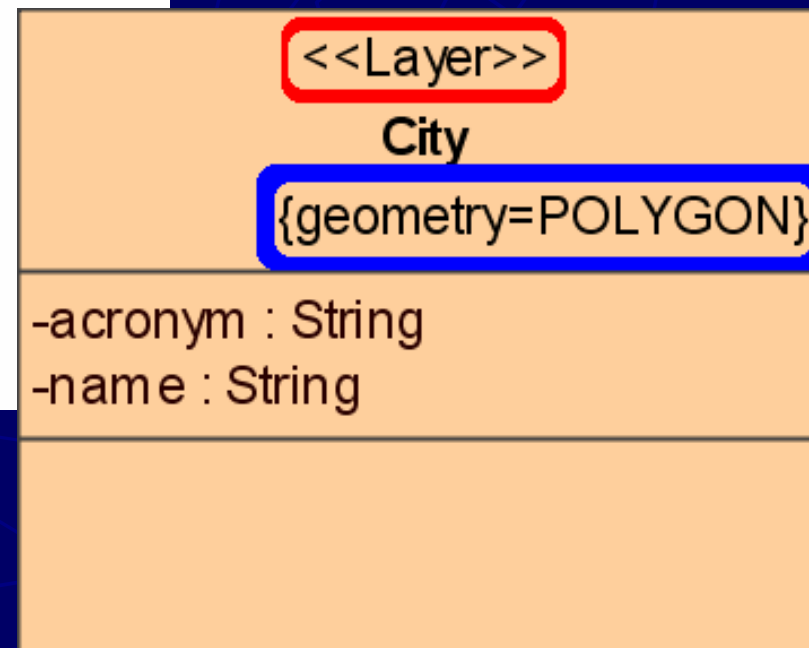 <<Layer>>
City
{geometry=POLYGON}
-acronym : String
-name : String